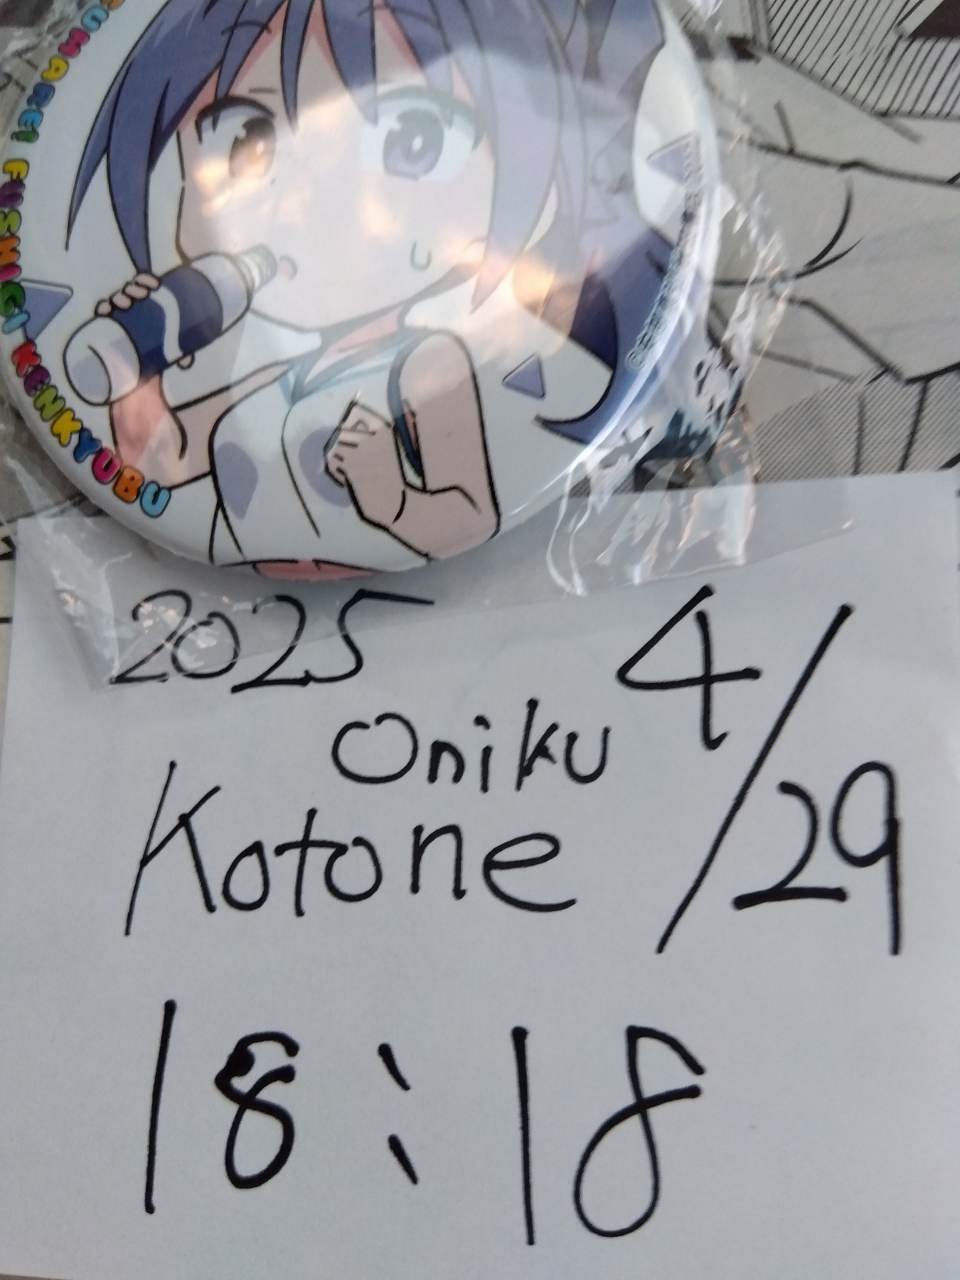 FUSHIGI KENKYUBU
2025 4/29
Oniku
Kotone
18:18